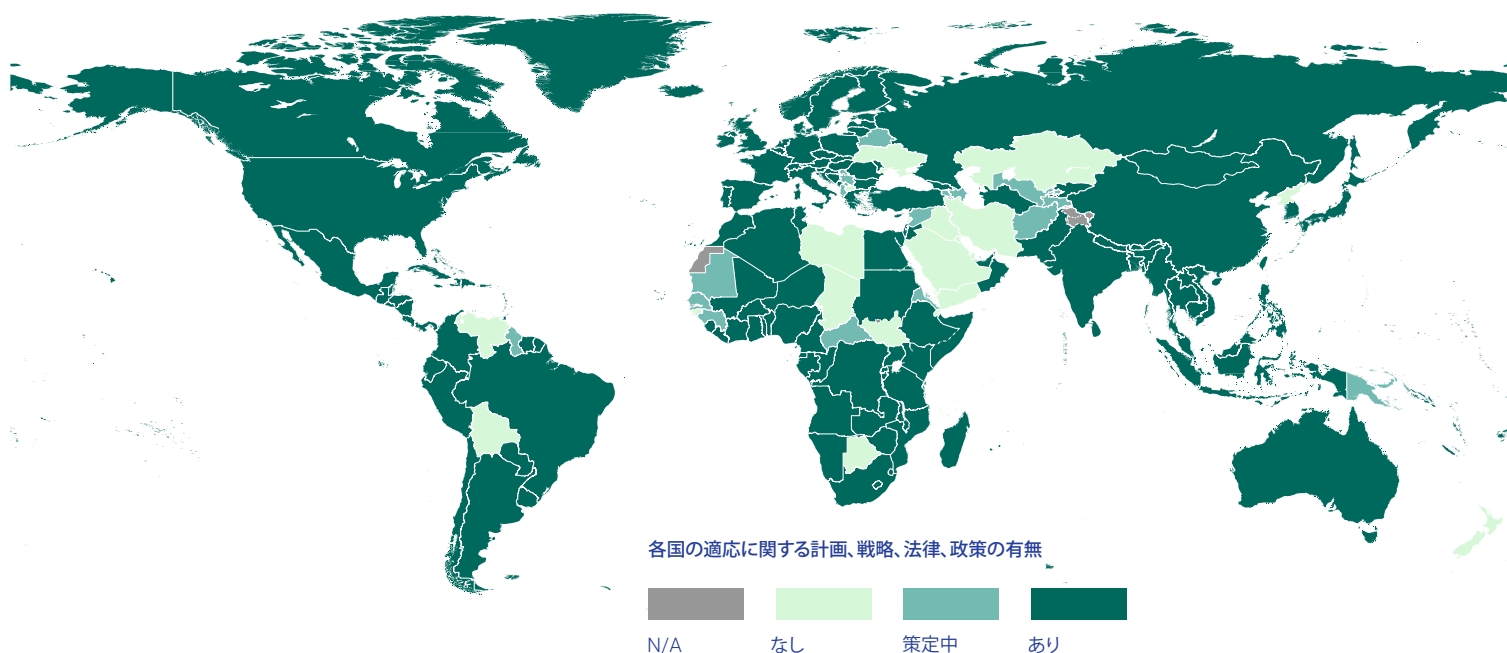 各国の適応に関する計画、戦略、法律、政策の有無
N/A
なし
策定中
あり